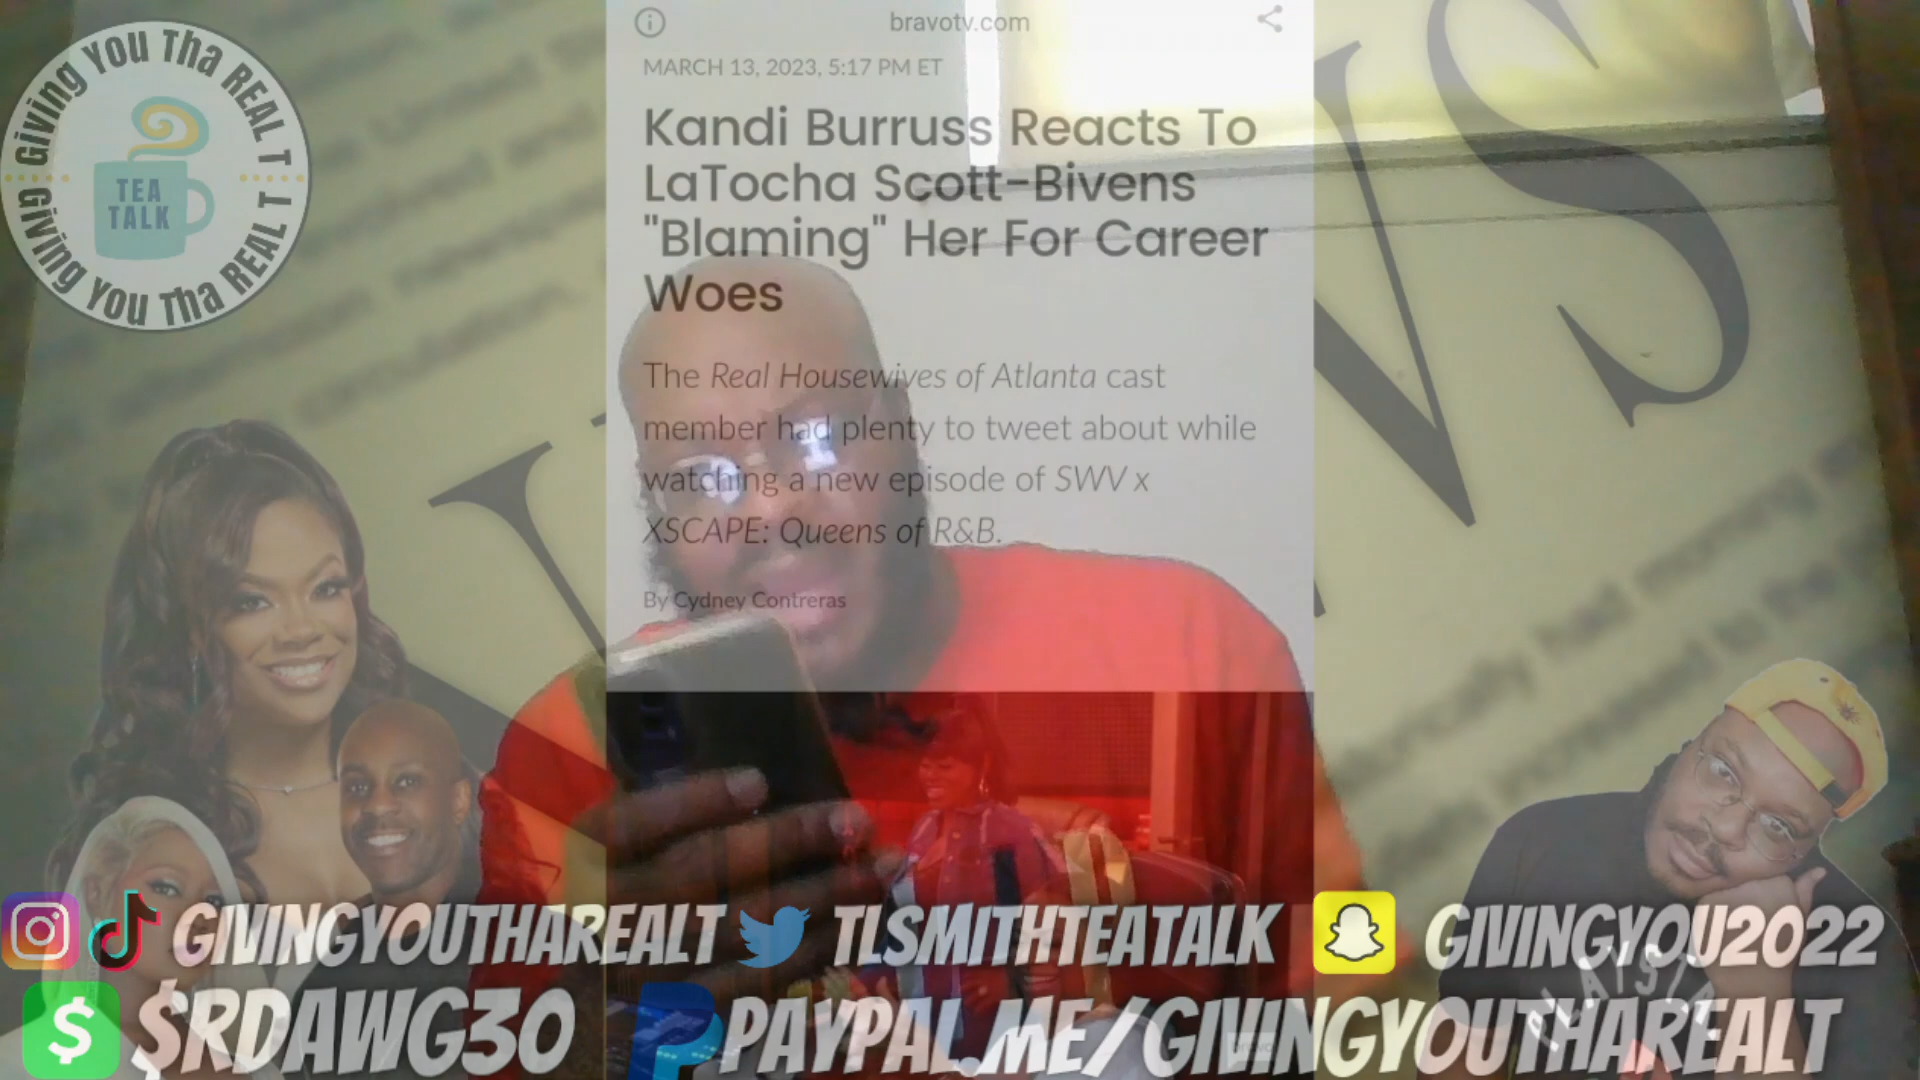 Giving You Tha REAL T
TEA
TALK
Giving You Tha REAL T
bravotv.com
MARCH 13, 2023, 5:17 PM ET
Kandi Burruss Reacts To
LaTocha Scott-Bivens
"Blaming" Her For Career
Woes
The Real Housewives of Atlanta cast
member had plenty to tweet about while
watching a new episode of SWV x
XSCAPE: Queens of R&B.
By Cydney Contreras
GIVINGYOUTHAREALT
TLSMITHTEATALK
GIVINGYOU2022
$RDAWG30
PAYPAL.ME/GIVINGYOUTHAREALT